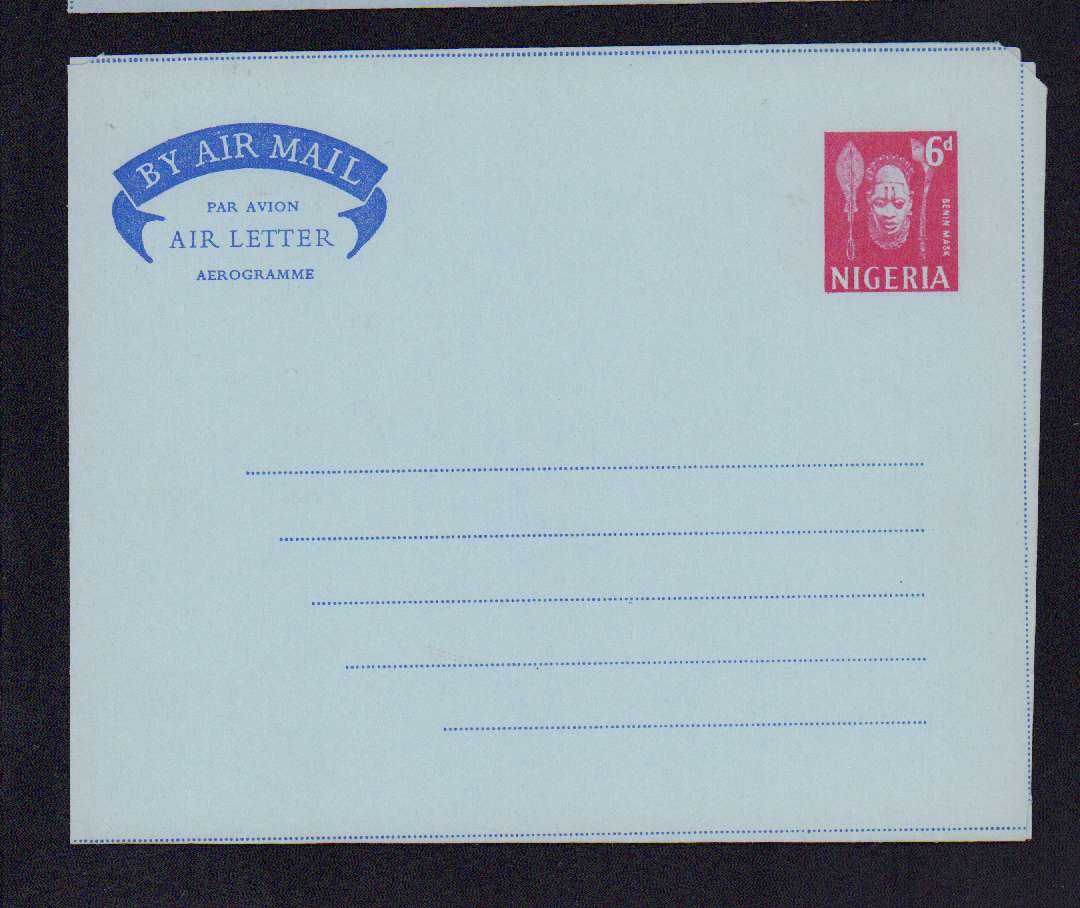 BY AIR MAIL
PAR AVION
AIR LETTER
AEROGRAMME
6d
BENIN MASK
NIGERIA